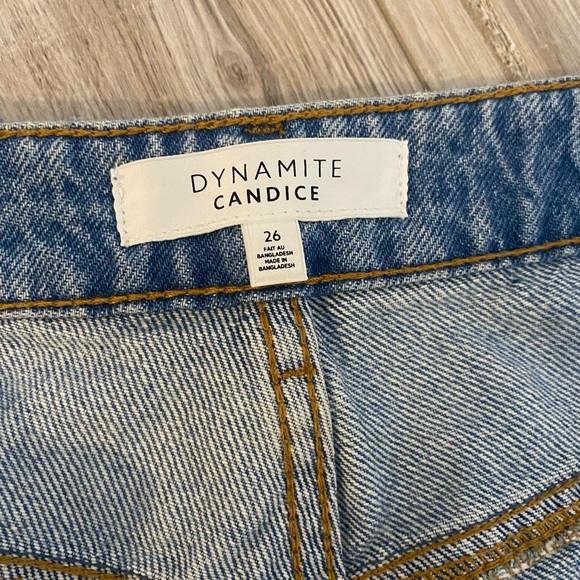 DYNAMITE
CANDICE
26
FAIT AU
BANGLADESH
MADE IN
BANGLADESH